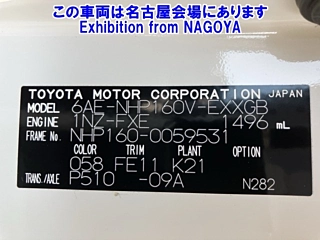 この車両は名古屋会場にあります
Exhibition from NAGOYA
TOYOTA MOTOR CORPORATION JAPAN
MODEL 6AE-NHP160V-EXXGB
ENGINE 1NZ-FXE 1496 mL
FRAME No. NHP160-0059531
COLOR TRIM PLANT OPTION
058 FE11 K21
TRANS./AXLE P510 -09A N282